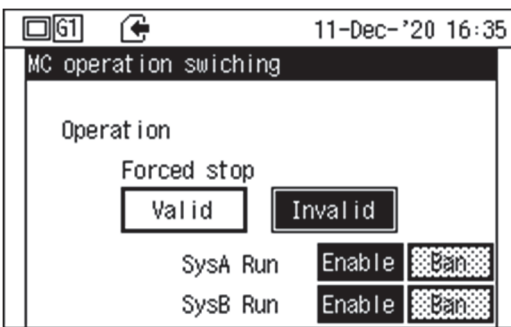 G1 11-Dec-'20 16:35
MC operation swiching
Operation
Forced stop
Valid Invalid
SysA Run Enable Ban
SysB Run Enable Ban